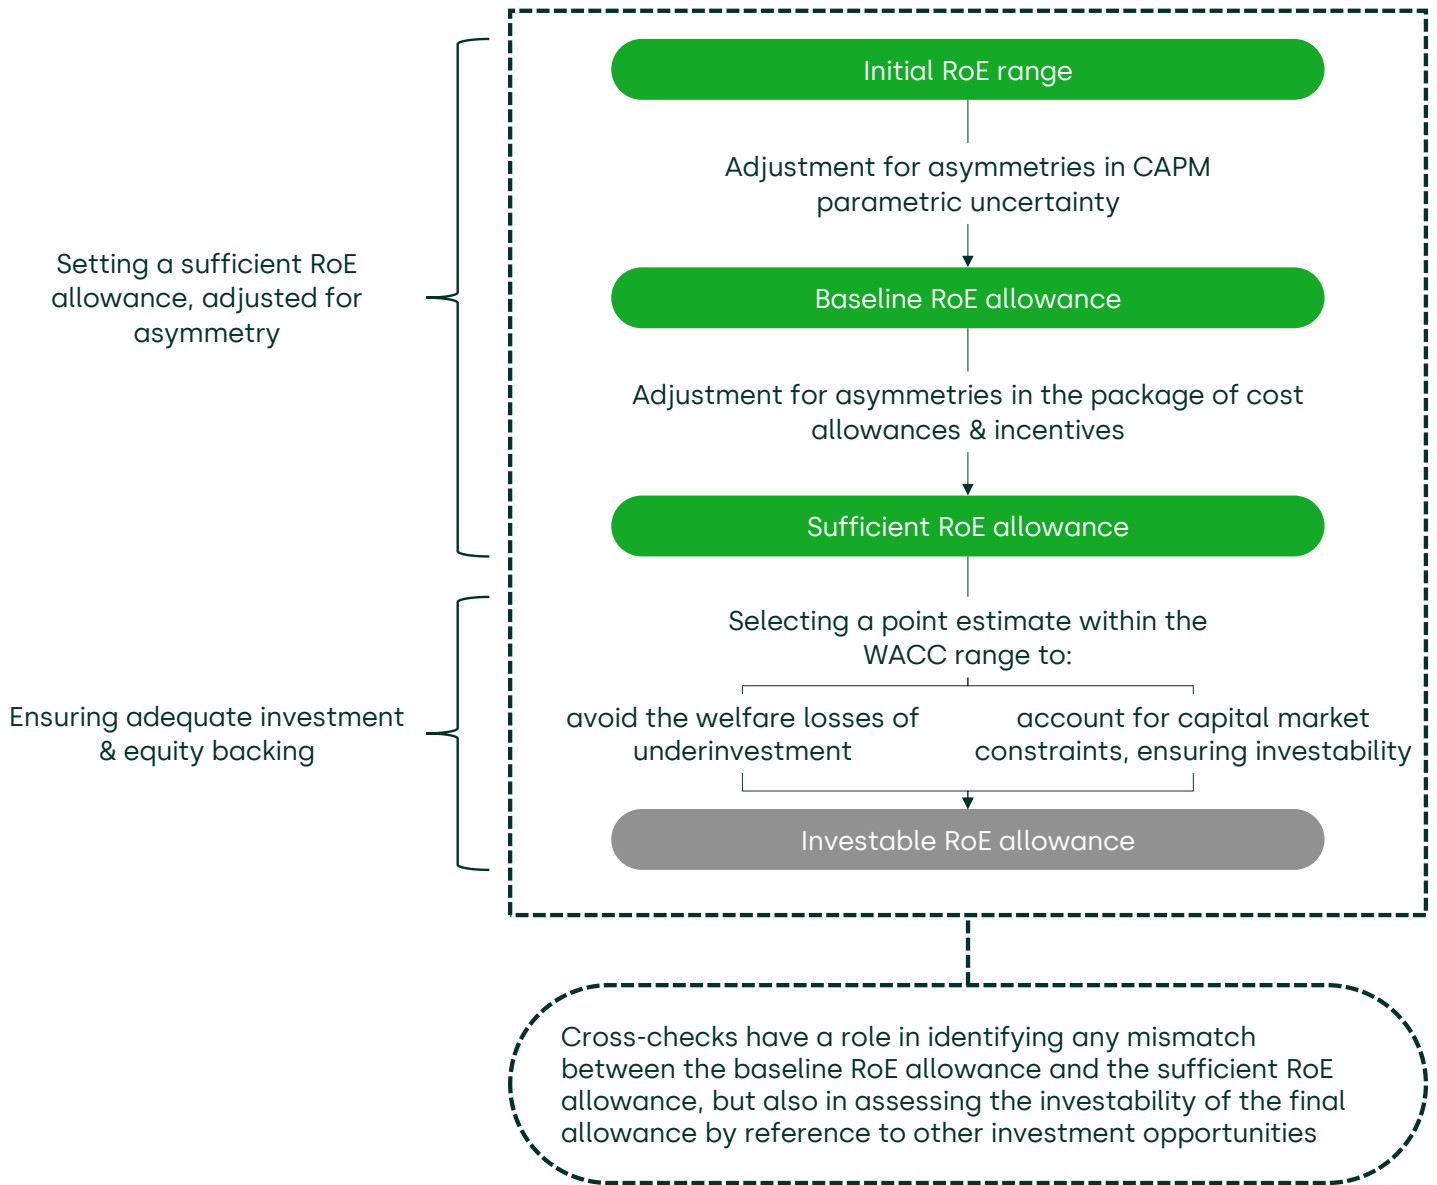 Initial RoE range
Adjustment for asymmetries in CAPM
parametric uncertainty
Setting a sufficient RoE
allowance, adjusted for
asymmetry
Baseline RoE allowance
Adjustment for asymmetries in the package of cost
allowances & incentives
Sufficient RoE allowance
Selecting a point estimate within the
WACC range to:
Ensuring adequate investment
& equity backing
avoid the welfare losses of
underinvestment
account for capital market
constraints, ensuring investability
Investable RoE allowance
Cross-checks have a role in identifying any mismatch
between the baseline RoE allowance and the sufficient RoE
allowance, but also in assessing the investability of the final
allowance by reference to other investment opportunities